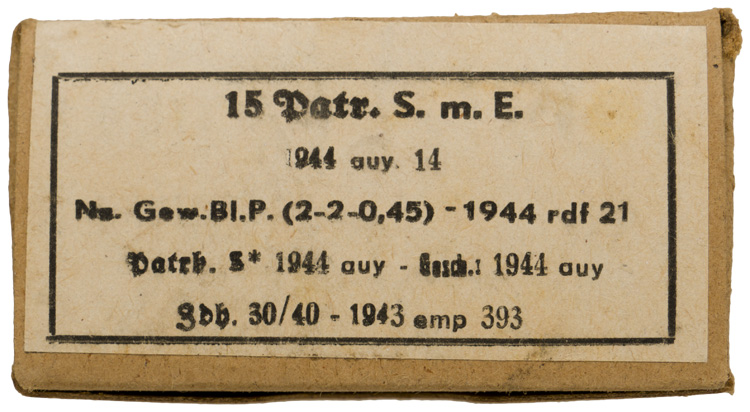 15 Patr. S. m. E.
1944 auy. 14
Nz. Gew.Bl.P. (2-2-0,45) - 1944 rdf 21
Patrh. S* 1944 auy - Gesch.: 1944 auy
Zdh. 30/40 - 1943 emp 393